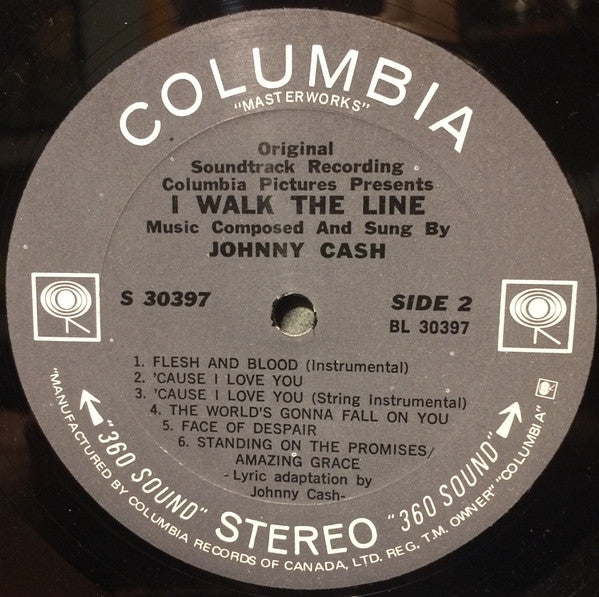 COLUMBIA
"MASTERWORKS"
Original
Soundtrack Recording
Columbia Pictures Presents
I WALK THE LINE
Music Composed And Sung By
JOHNNY CASH
S 30397
SIDE 2
BL 30397
1. FLESH AND BLOOD (Instrumental)
2. 'CAUSE I LOVE YOU
3. 'CAUSE I LOVE YOU (String Instrumental)
4. THE WORLD'S GONNA FALL ON YOU
5. FACE OF DESPAIR
6. STANDING ON THE PROMISES/
AMAZING GRACE
-Lyric adaptation by
Johnny Cash-
"360 SOUND" STEREO "360 SOUND"
"MANUFACTURED BY COLUMBIA RECORDS OF CANADA, LTD. REG. T.M. OWNER" "COLUMBIA"